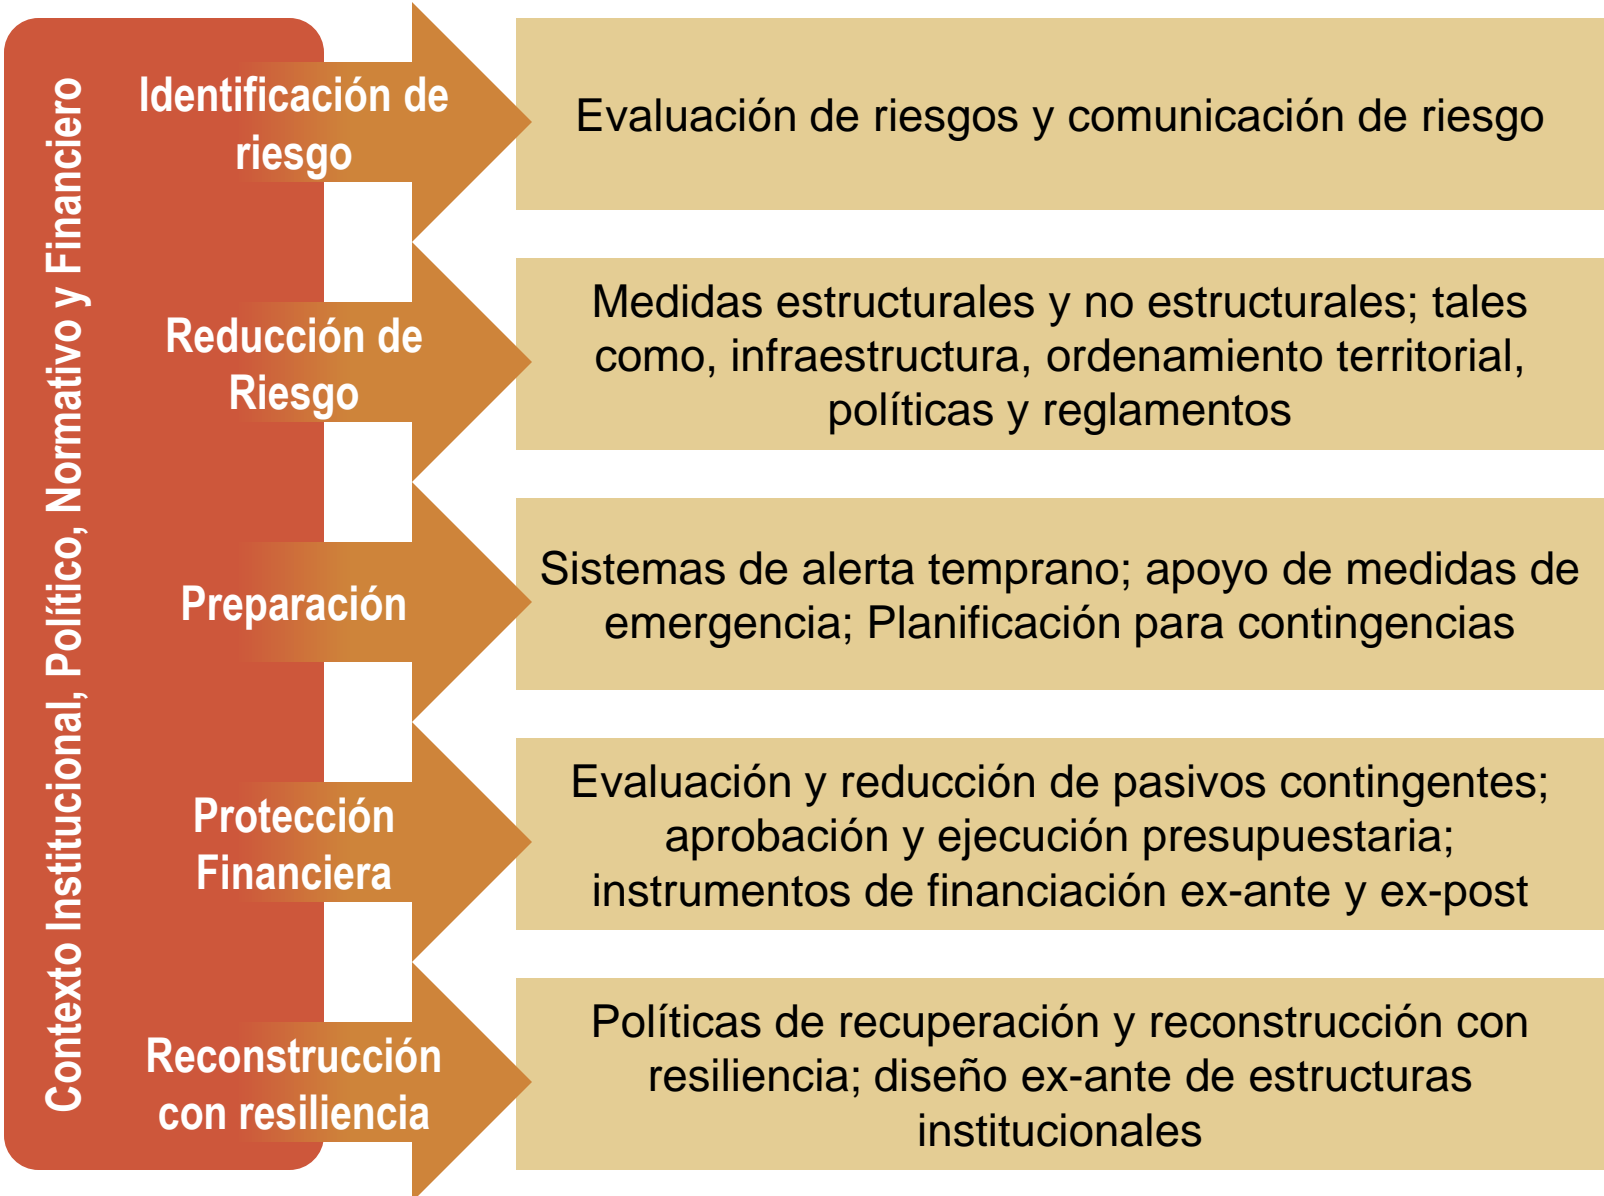 Contexto Institucional, Político, Normativo y Financiero
Identificación de
riesgo
Evaluación de riesgos y comunicación de riesgo
Reducción de
Riesgo
Medidas estructurales y no estructurales; tales
como, infraestructura, ordenamiento territorial,
políticas y reglamentos
Preparación
Sistemas de alerta temprano; apoyo de medidas de
emergencia; Planificación para contingencias
Protección
Financiera
Evaluación y reducción de pasivos contingentes;
aprobación y ejecución presupuestaria;
instrumentos de financiación ex-ante y ex-post
Reconstrucción
con resiliencia
Políticas de recuperación y reconstrucción con
resiliencia; diseño ex-ante de estructuras
institucionales